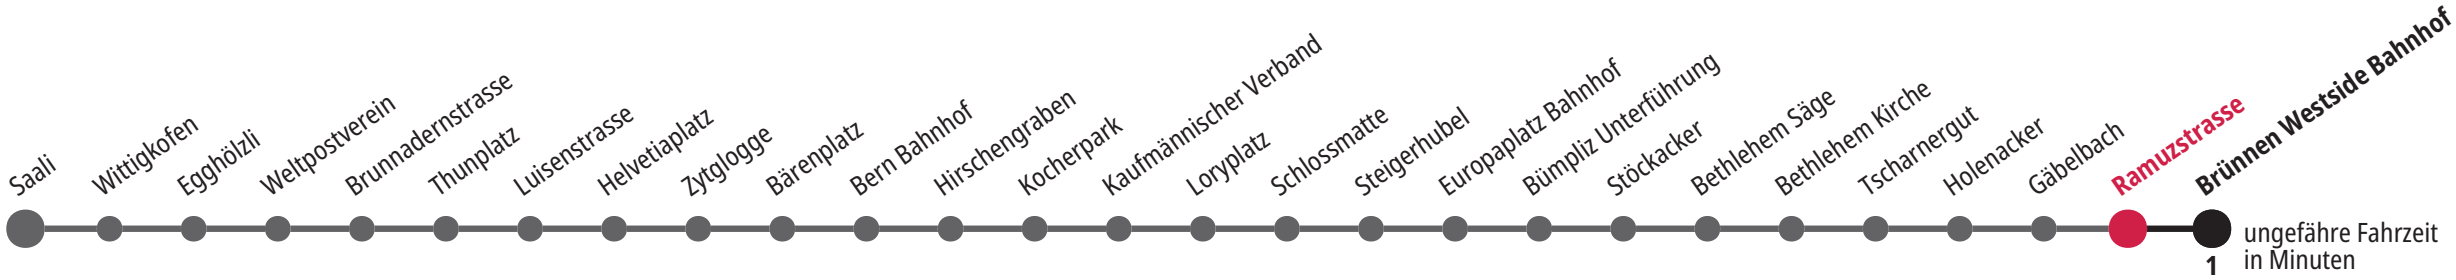 Saali
Wittigkofen
Egghölzli
Weltpostverein
Brunnadernstrasse
Thunplatz
Luisenstrasse
Helvetiaplatz
Zytglogge
Bärenplatz
Bern Bahnhof
Hirschengraben
Kocherpark
Kaufmännischer Verband
Loryplatz
Schlossmatte
Steigerhubel
Europaplatz Bahnhof
Bümpliz Unterführung
Stöckacker
Bethlehem Säge
Bethlehem Kirche
Tscharnergut
Holenacker
Gäbelbach
Ramuzstrasse
Brünnen Westside Bahnhof
1
ungefähre Fahrzeit
in Minuten